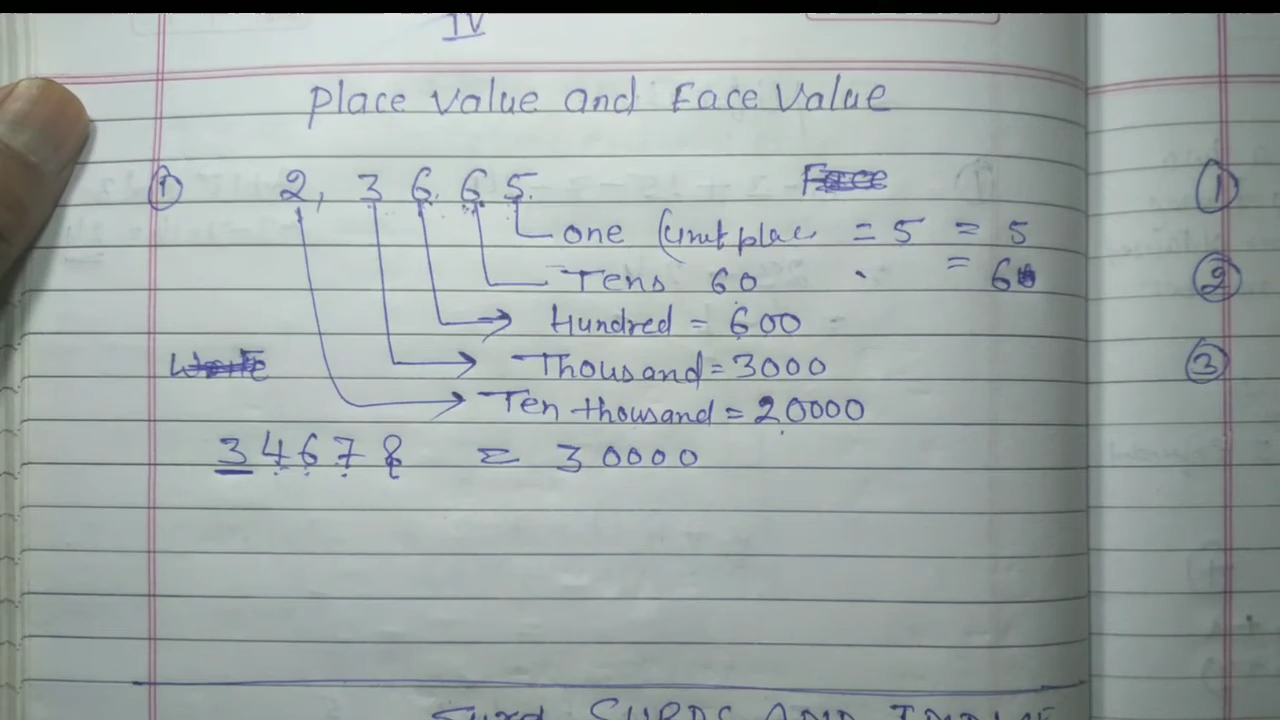 IV
Place Value and Face Value
① 2, 3 6 6 5
one (unit place = 5 = 5
Tens 60 = 6
Hundred = 600
Thousand = 3000
Ten thousand = 20000
3 4 6 7 8 = 30000
①
②
③